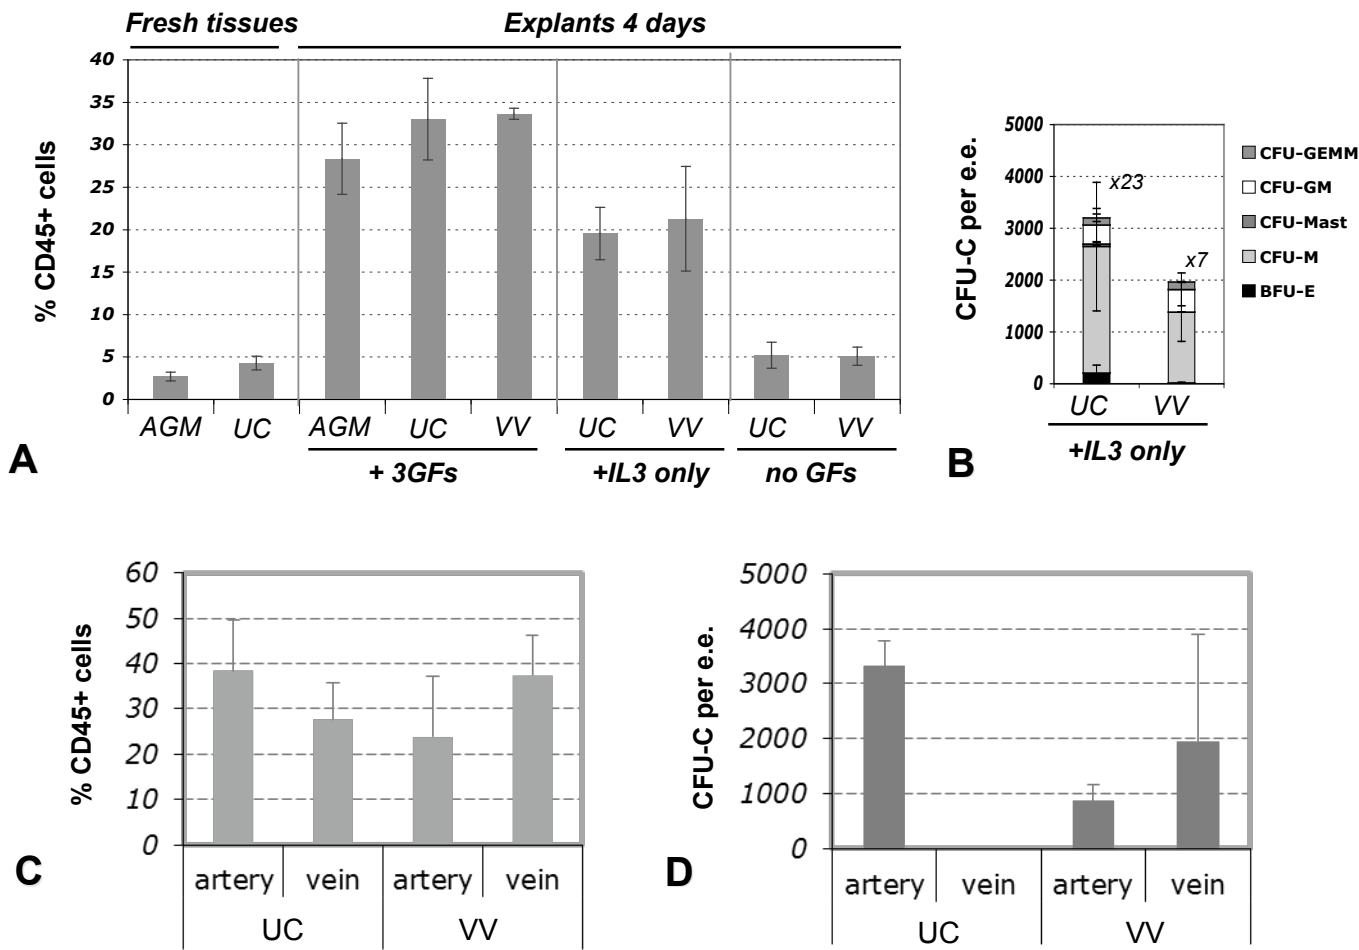 Fresh tissues Explants 4 days
% CD45+ cells
40
35
30
25
20
15
10
5
0
AGM UC AGM UC VV UC VV UC VV
+ 3GFs +IL3 only no GFs
A
CFU-C per e.e.
5000
4000
3000
2000
1000
0
x23
x7
UC VV
+IL3 only
CFU-GEMM
CFU-GM
CFU-Mast
CFU-M
BFU-E
B
% CD45+ cells
60
50
40
30
20
10
0
artery vein artery vein
UC VV
C
CFU-C per e.e.
5000
4000
3000
2000
1000
0
artery vein artery vein
UC VV
D